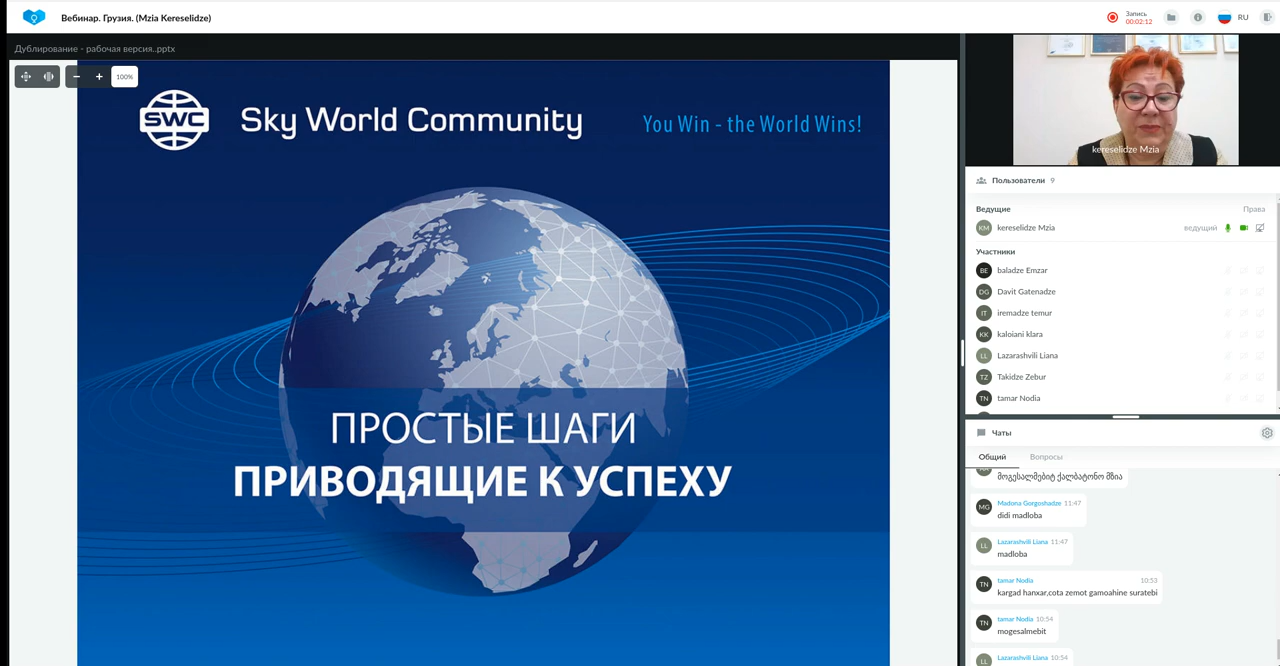 Вебинар. Грузия. (Mzia Kereselidze)
Запись
00:02:12
RU
Дублирование - рабочая версия..pptx
100%
SWC
Sky World Community
You Win - the World Wins!
ПРОСТЫЕ ШАГИ
ПРИВОДЯЩИЕ К УСПЕХУ
kereselidze Mzia
Пользователи 9
Ведущие Права
KM kereselidze Mzia ведущий
Участники
BE baladze Emzar
DG Davit Gatenadze
IT iremadze temur
KK kaloiani klara
LL Lazarashvili Liana
TZ Takidze Zebur
TN tamar Nodia
Чаты
Общий Вопросы
მოგესალმებიტ ქალბატონო მზია
MG Madona Gorgoshadze 11:47
didi madloba
LL Lazarashvili Liana 11:47
madloba
TN tamar Nodia 10:53
kargad hanxar,cota zemot gamoahine suratebi
TN tamar Nodia 10:54
mogesalmebit
LL Lazarashvili Liana 10:54